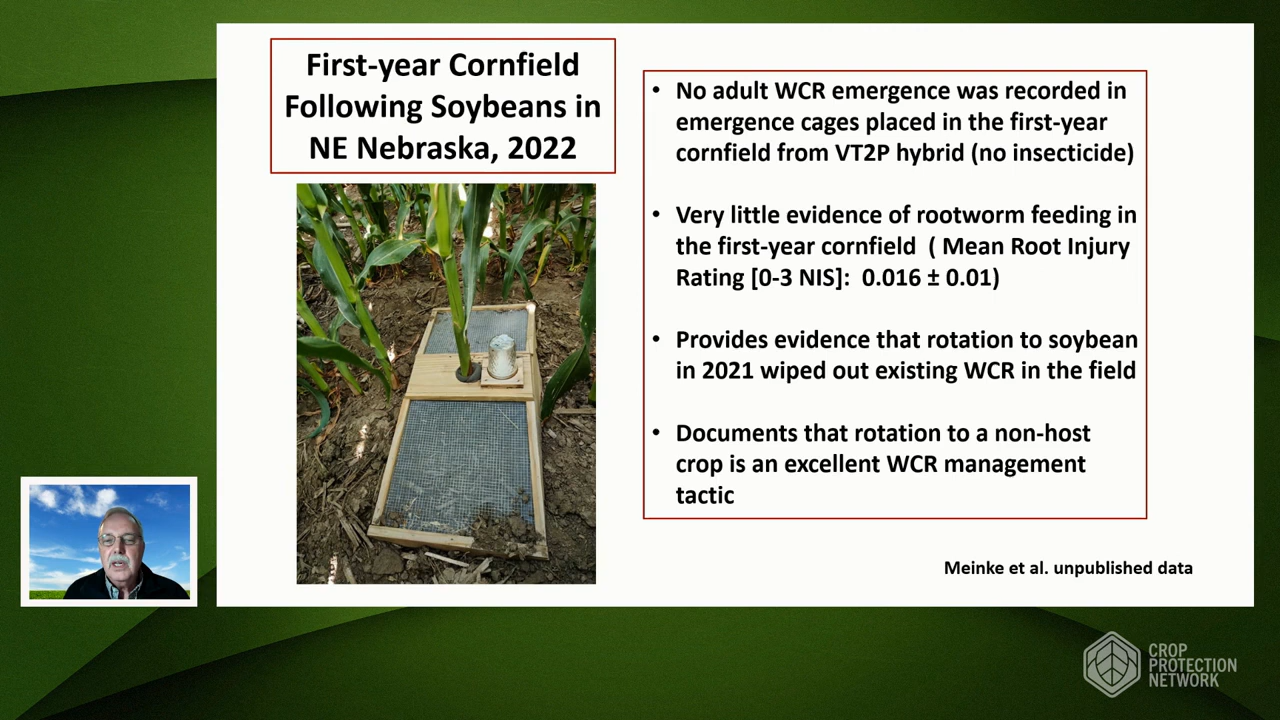 First-year Cornfield
Following Soybeans in
NE Nebraska, 2022
• No adult WCR emergence was recorded in
emergence cages placed in the first-year
cornfield from VT2P hybrid (no insecticide)
• Very little evidence of rootworm feeding in
the first-year cornfield ( Mean Root Injury
Rating [0-3 NIS]: 0.016 ± 0.01)
• Provides evidence that rotation to soybean
in 2021 wiped out existing WCR in the field
• Documents that rotation to a non-host
crop is an excellent WCR management
tactic
Meinke et al. unpublished data
CROP
PROTECTION
NETWORK